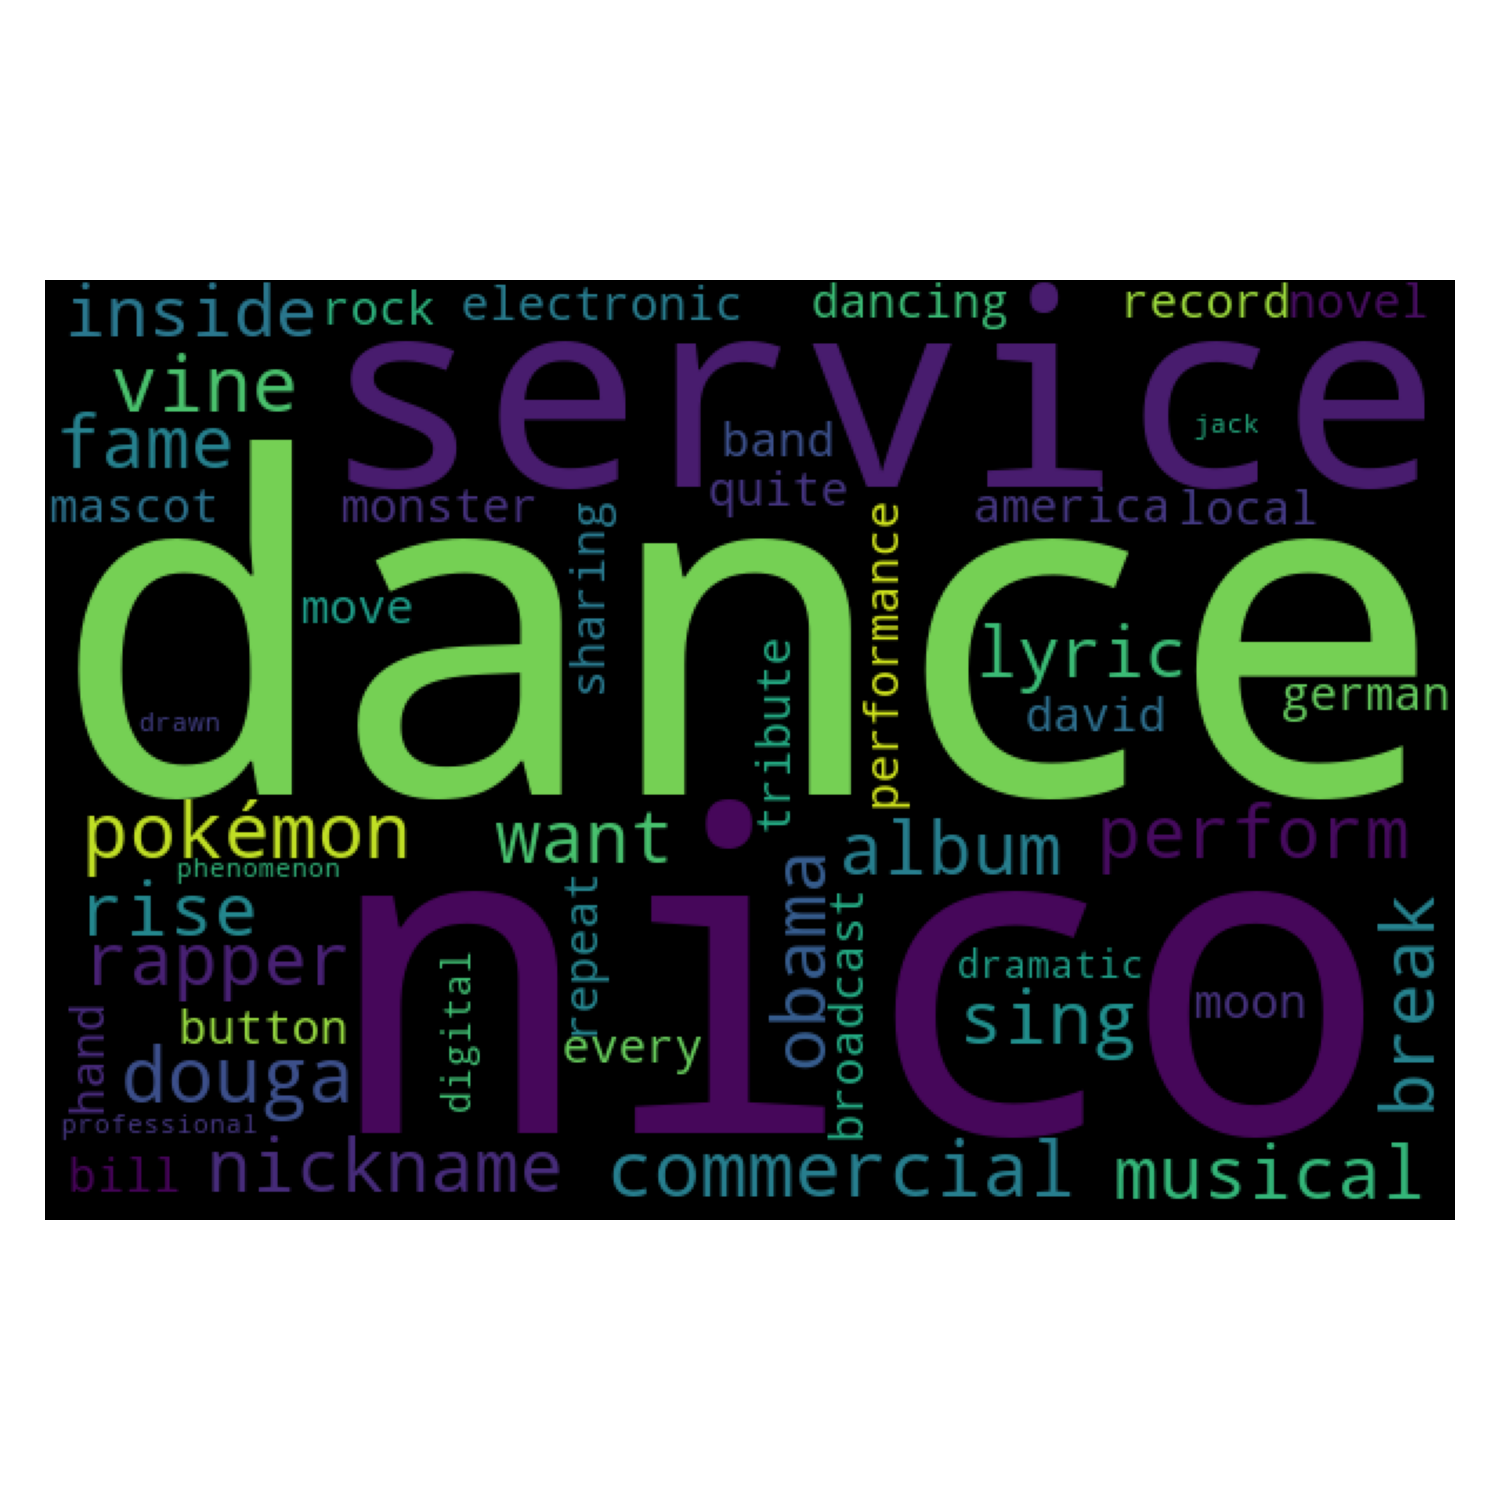 inside rock electronic dancing record novel
vine service
fame band jack
mascot monster quite america local
dance
move sharing performance lyric
drawn tribute david german
pokémon want album perform
phenomenon
rise repeat obama broadcast break
rapper nico dramatic
button digital every sing moon
hand douga
professional
bill nickname commercial musical